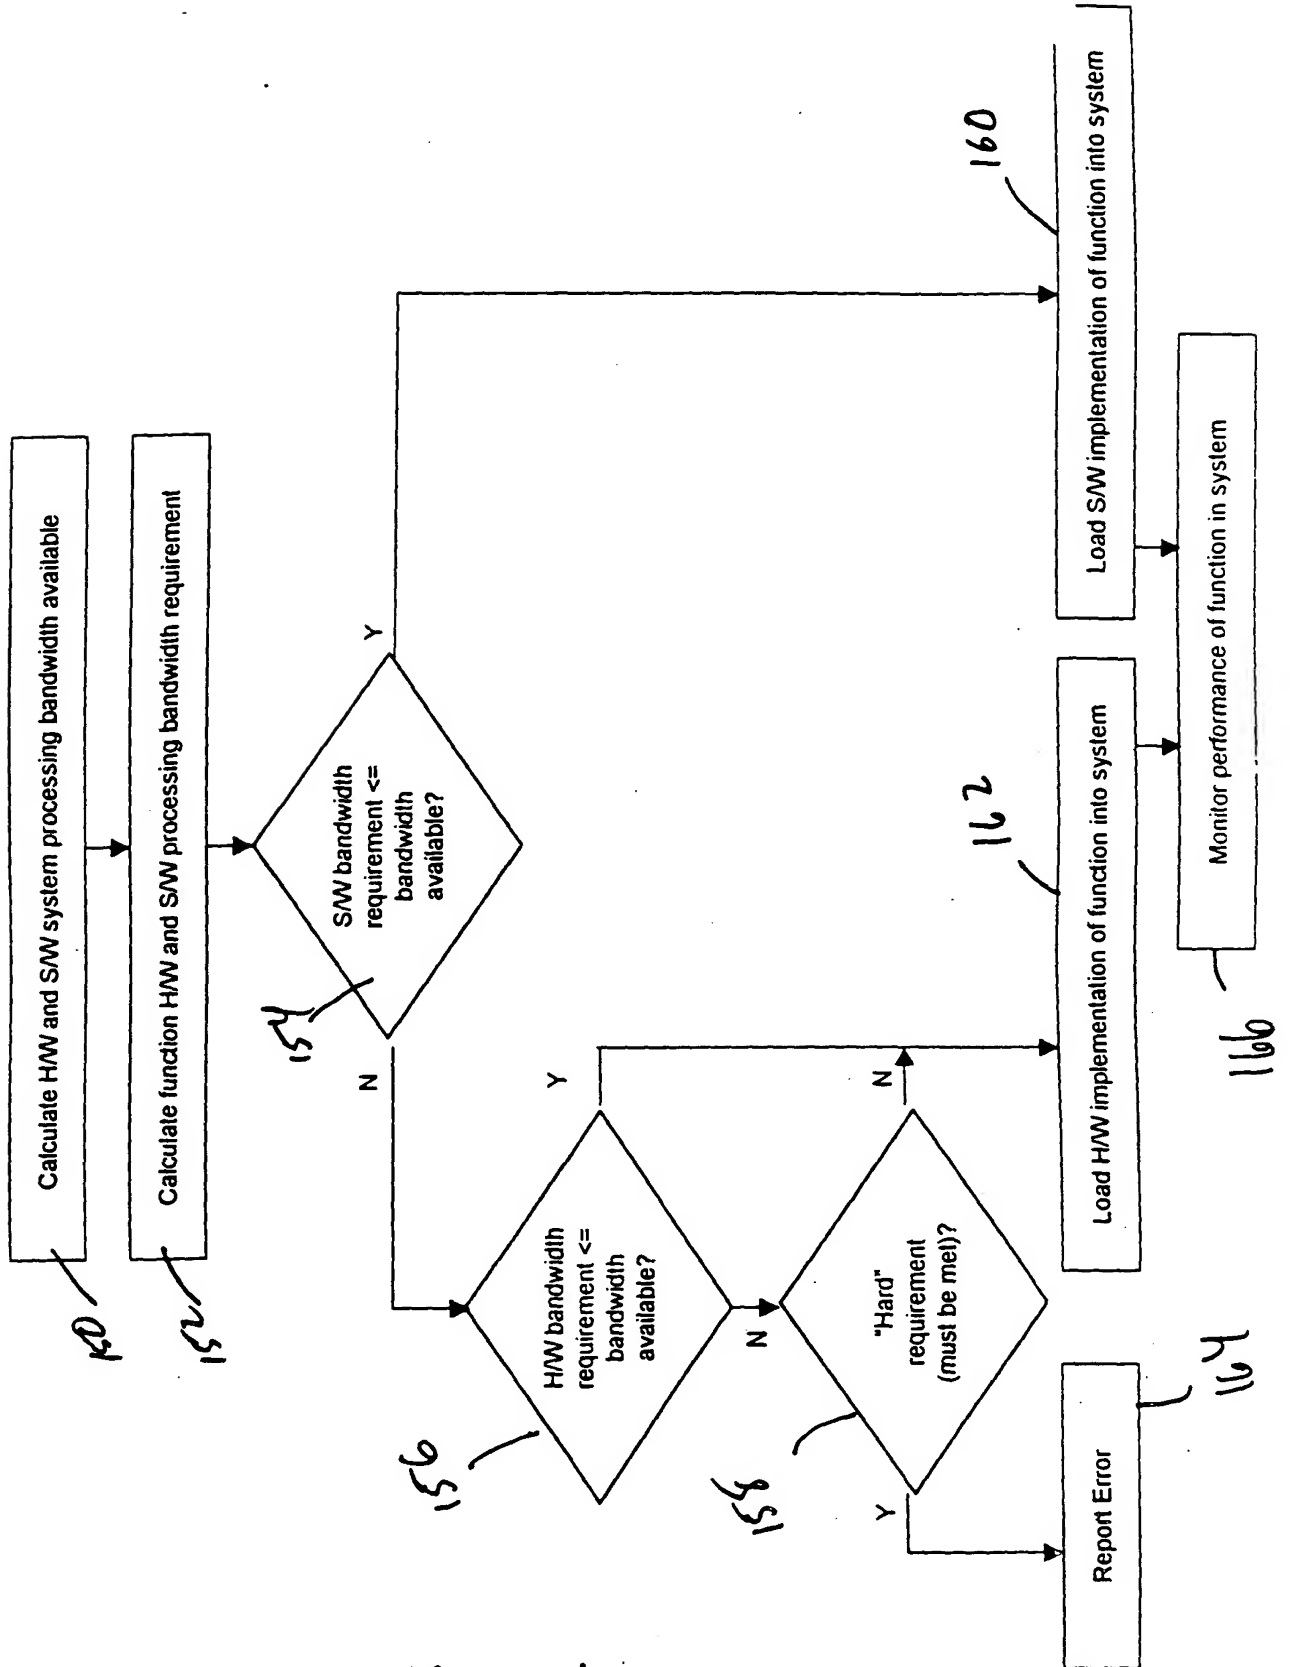 Calculate H/W and S/W system processing bandwidth available
150
Calculate function H/W and S/W processing bandwidth requirement
152
S/W bandwidth
requirement <=
bandwidth
available?
154
N
Y
H/W bandwidth
requirement <=
bandwidth
available?
156
Y
N
"Hard"
requirement
(must be met)?
158
Y
N
Report Error
164
Load H/W implementation of function into system
162
Load S/W implementation of function into system
160
Monitor performance of function in system
166